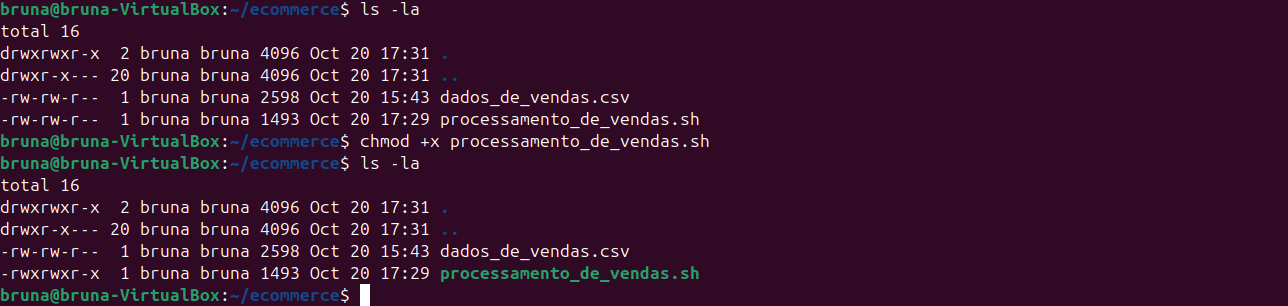 bruna@bruna-VirtualBox:~/ecommerce$ ls -la
total 16
drwxrwxr-x  2 bruna bruna 4096 Oct 20 17:31 .
drwxr-x--- 20 bruna bruna 4096 Oct 20 17:31 ..
-rw-rw-r--  1 bruna bruna 2598 Oct 20 15:43 dados_de_vendas.csv
-rw-rw-r--  1 bruna bruna 1493 Oct 20 17:29 processamento_de_vendas.sh
bruna@bruna-VirtualBox:~/ecommerce$ chmod +x processamento_de_vendas.sh
bruna@bruna-VirtualBox:~/ecommerce$ ls -la
total 16
drwxrwxr-x  2 bruna bruna 4096 Oct 20 17:31 .
drwxr-x--- 20 bruna bruna 4096 Oct 20 17:31 ..
-rw-rw-r--  1 bruna bruna 2598 Oct 20 15:43 dados_de_vendas.csv
-rwxrwxr-x  1 bruna bruna 1493 Oct 20 17:29 processamento_de_vendas.sh
bruna@bruna-VirtualBox:~/ecommerce$